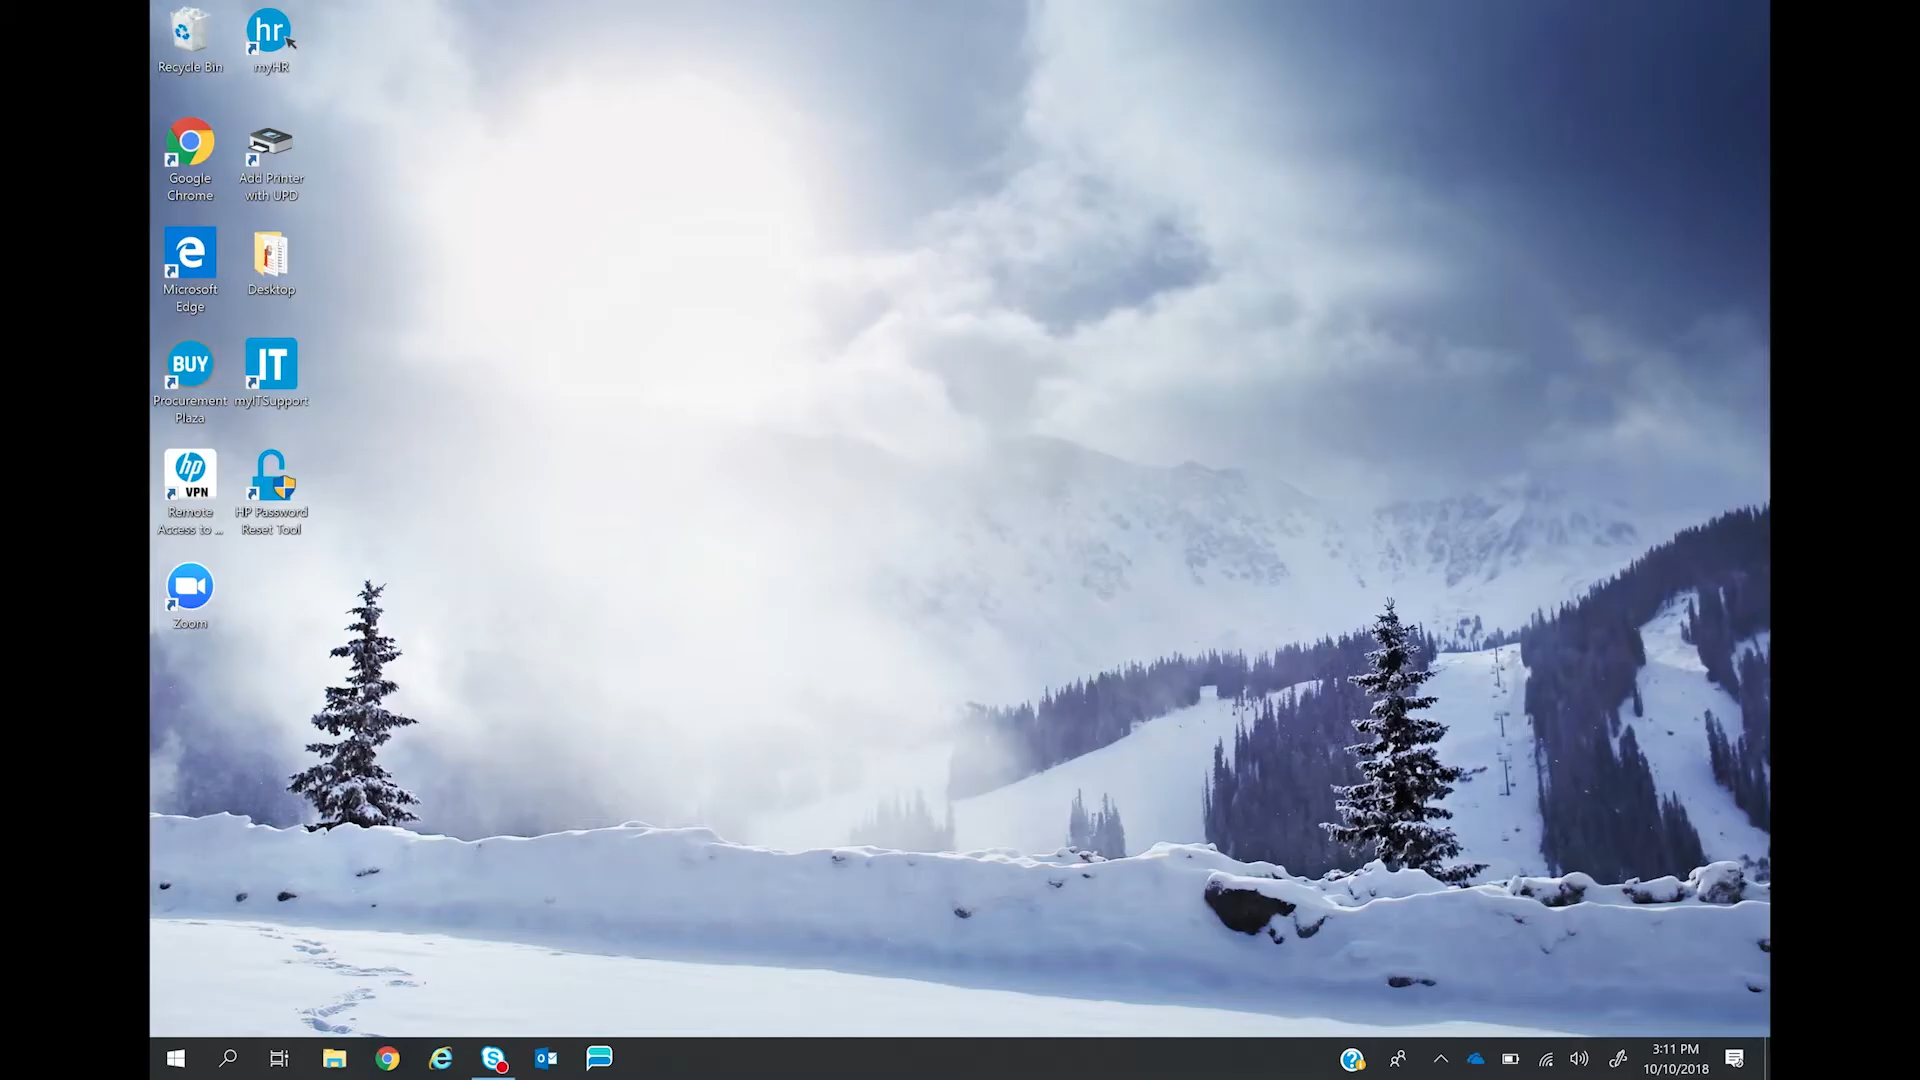 Recycle Bin
hr
myHR
Google
Chrome
Add Printer
with UPD
Microsoft
Edge
Desktop
BUY
Procurement
Plaza
IT
myITSupport
hp
VPN
Remote
Access to ...
HP Password
Reset Tool
Zoom
3:11 PM
10/10/2018